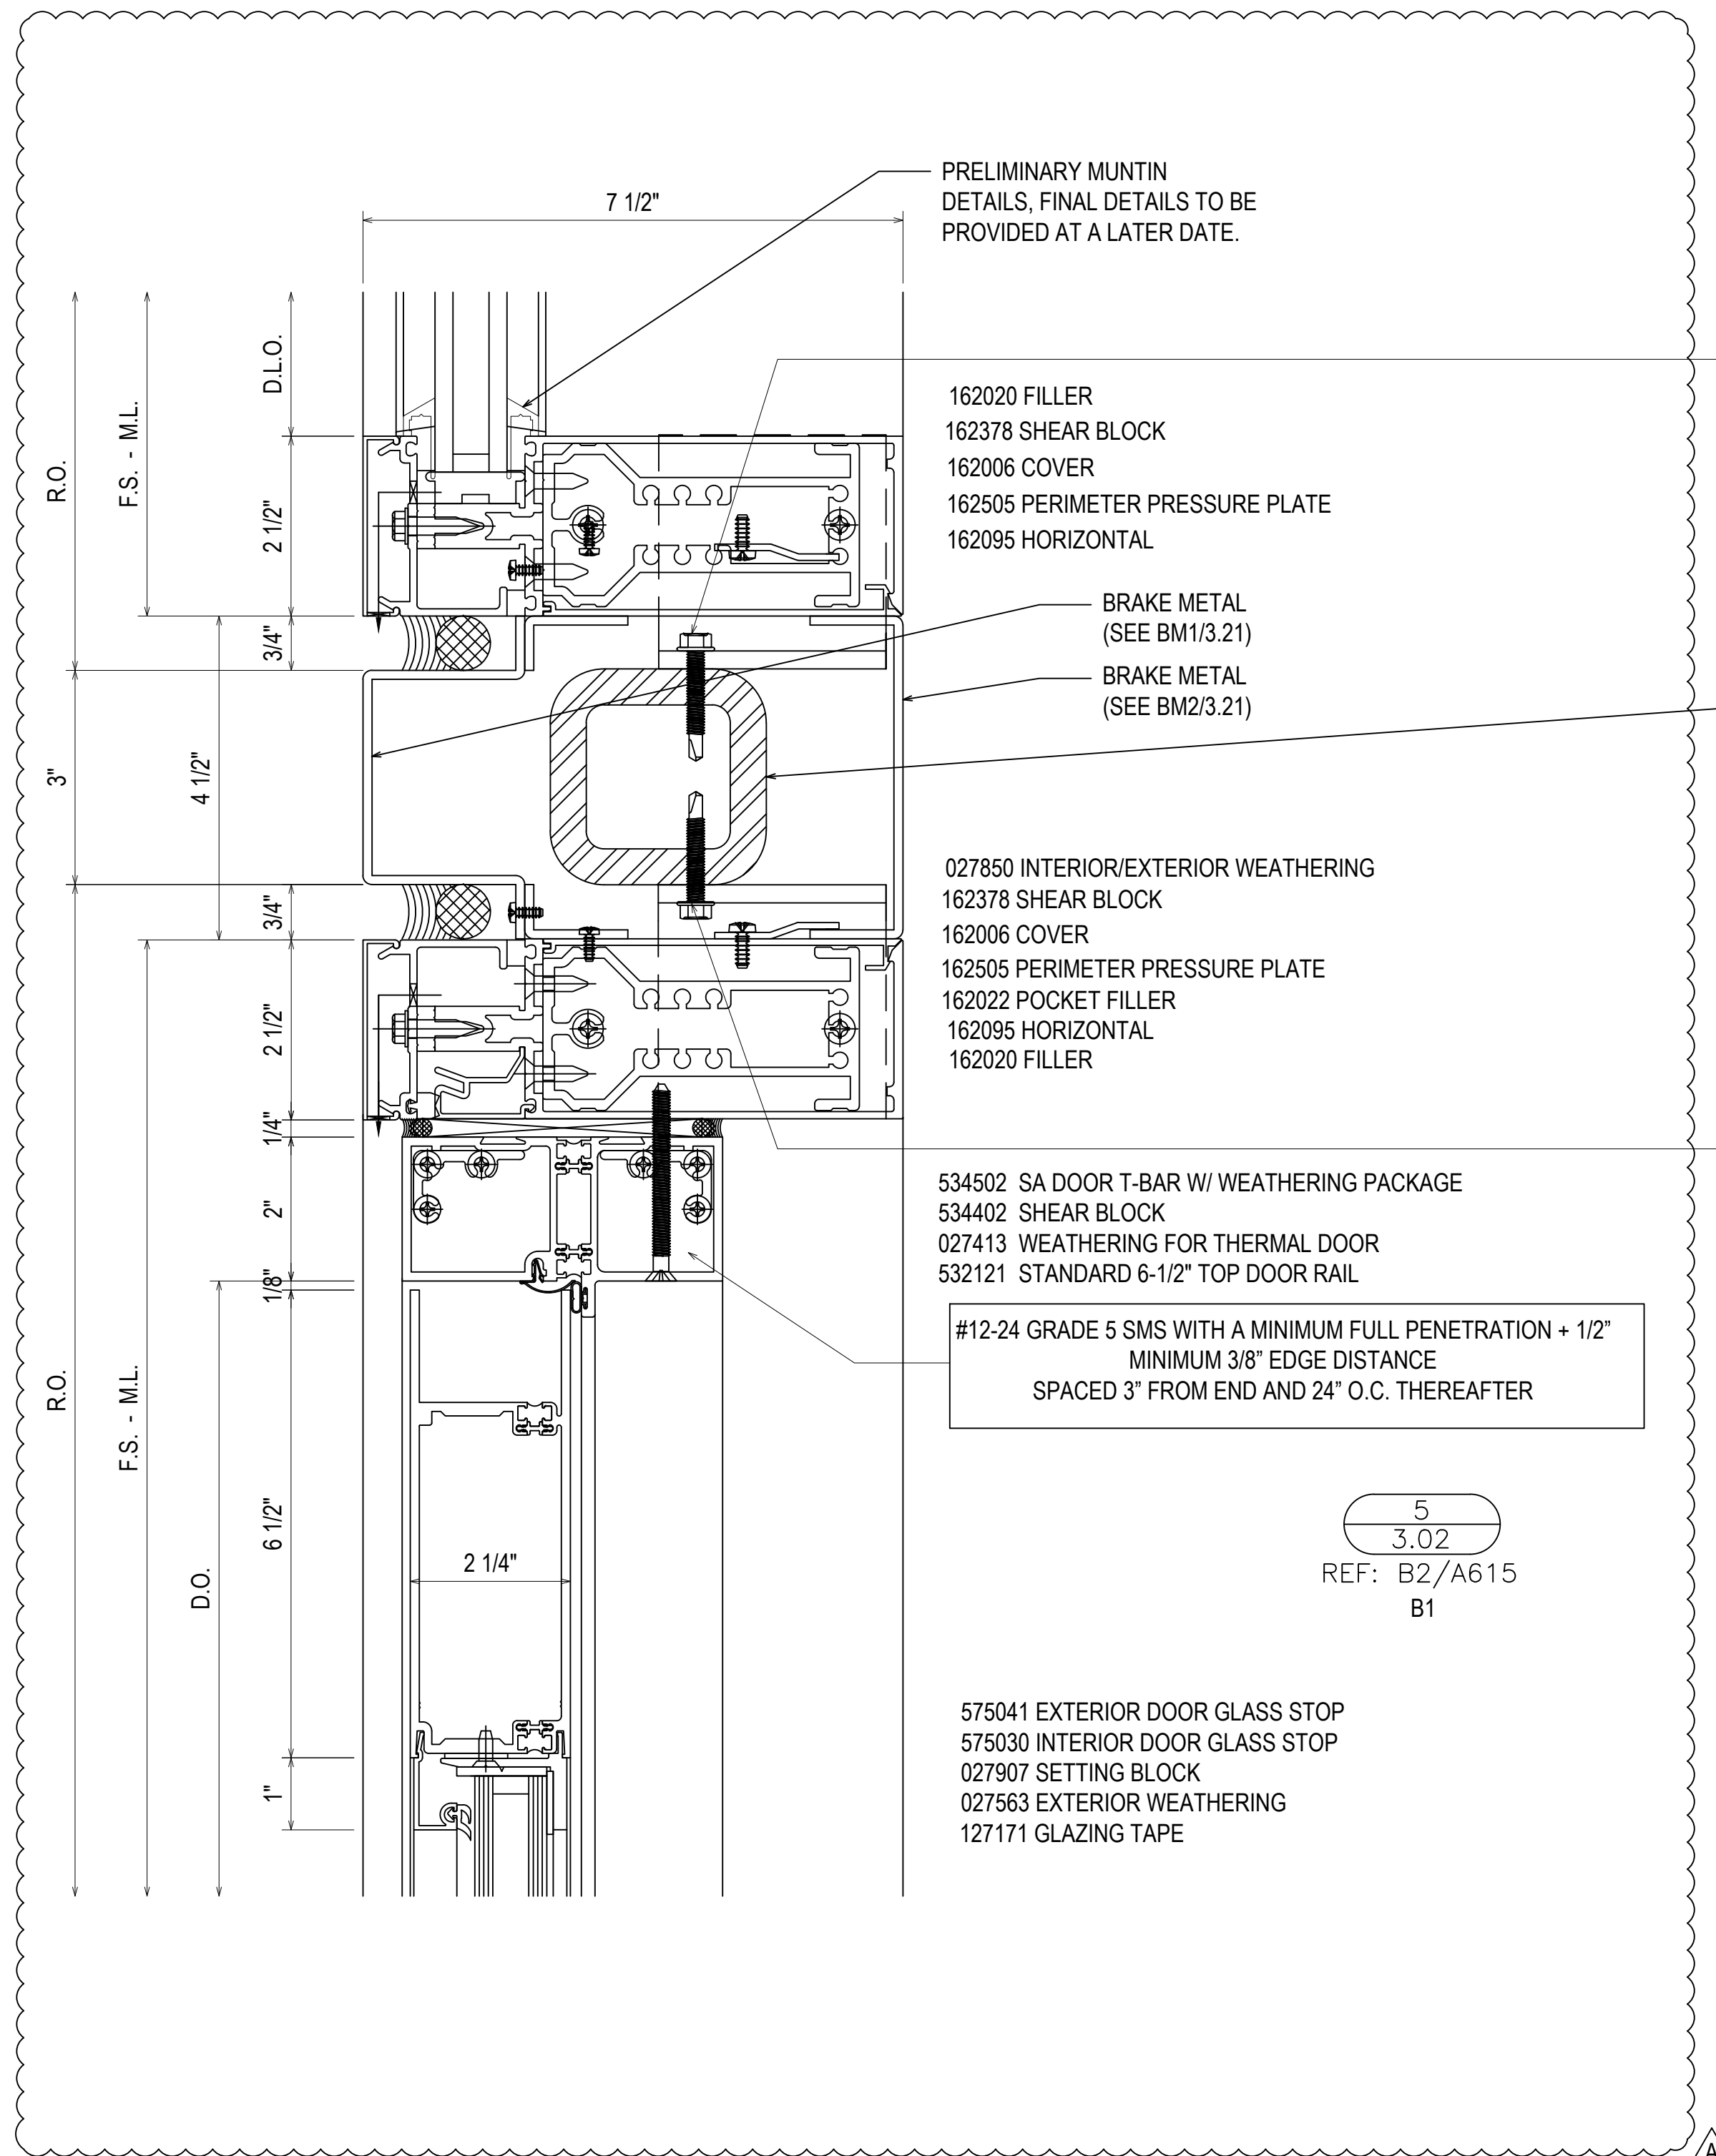 PRELIMINARY MUNTIN
DETAILS, FINAL DETAILS TO BE
PROVIDED AT A LATER DATE.
7 1/2"
D.L.O.
F.S. - M.L.
R.O.
2 1/2"
3/4"
3"
4 1/2"
3/4"
2 1/2"
1/4"
2"
1/8"
R.O.
F.S. - M.L.
D.O.
6 1/2"
2 1/4"
1"
162020 FILLER
162378 SHEAR BLOCK
162006 COVER
162505 PERIMETER PRESSURE PLATE
162095 HORIZONTAL
BRAKE METAL
(SEE BM1/3.21)
BRAKE METAL
(SEE BM2/3.21)
027850 INTERIOR/EXTERIOR WEATHERING
162378 SHEAR BLOCK
162006 COVER
162505 PERIMETER PRESSURE PLATE
162022 POCKET FILLER
162095 HORIZONTAL
162020 FILLER
534502 SA DOOR T-BAR W/ WEATHERING PACKAGE
534402 SHEAR BLOCK
027413 WEATHERING FOR THERMAL DOOR
532121 STANDARD 6-1/2" TOP DOOR RAIL
#12-24 GRADE 5 SMS WITH A MINIMUM FULL PENETRATION + 1/2”
MINIMUM 3/8” EDGE DISTANCE
SPACED 3” FROM END AND 24” O.C. THEREAFTER
5
3.02
REF: B2/A615
B1
575041 EXTERIOR DOOR GLASS STOP
575030 INTERIOR DOOR GLASS STOP
027907 SETTING BLOCK
027563 EXTERIOR WEATHERING
127171 GLAZING TAPE
A